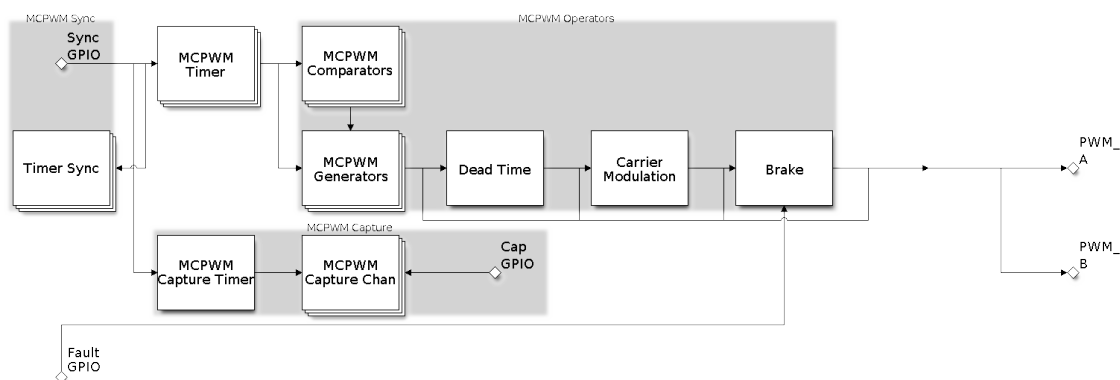 MCPWM Sync
MCPWM Operators
Sync
GPIO
MCPWM
Timer
MCPWM
Comparators
Timer Sync
MCPWM
Generators
Dead Time
Carrier
Modulation
Brake
PWM_
A
MCPWM Capture
MCPWM
Capture Timer
MCPWM
Capture Chan
Cap
GPIO
PWM_
B
Fault
GPIO